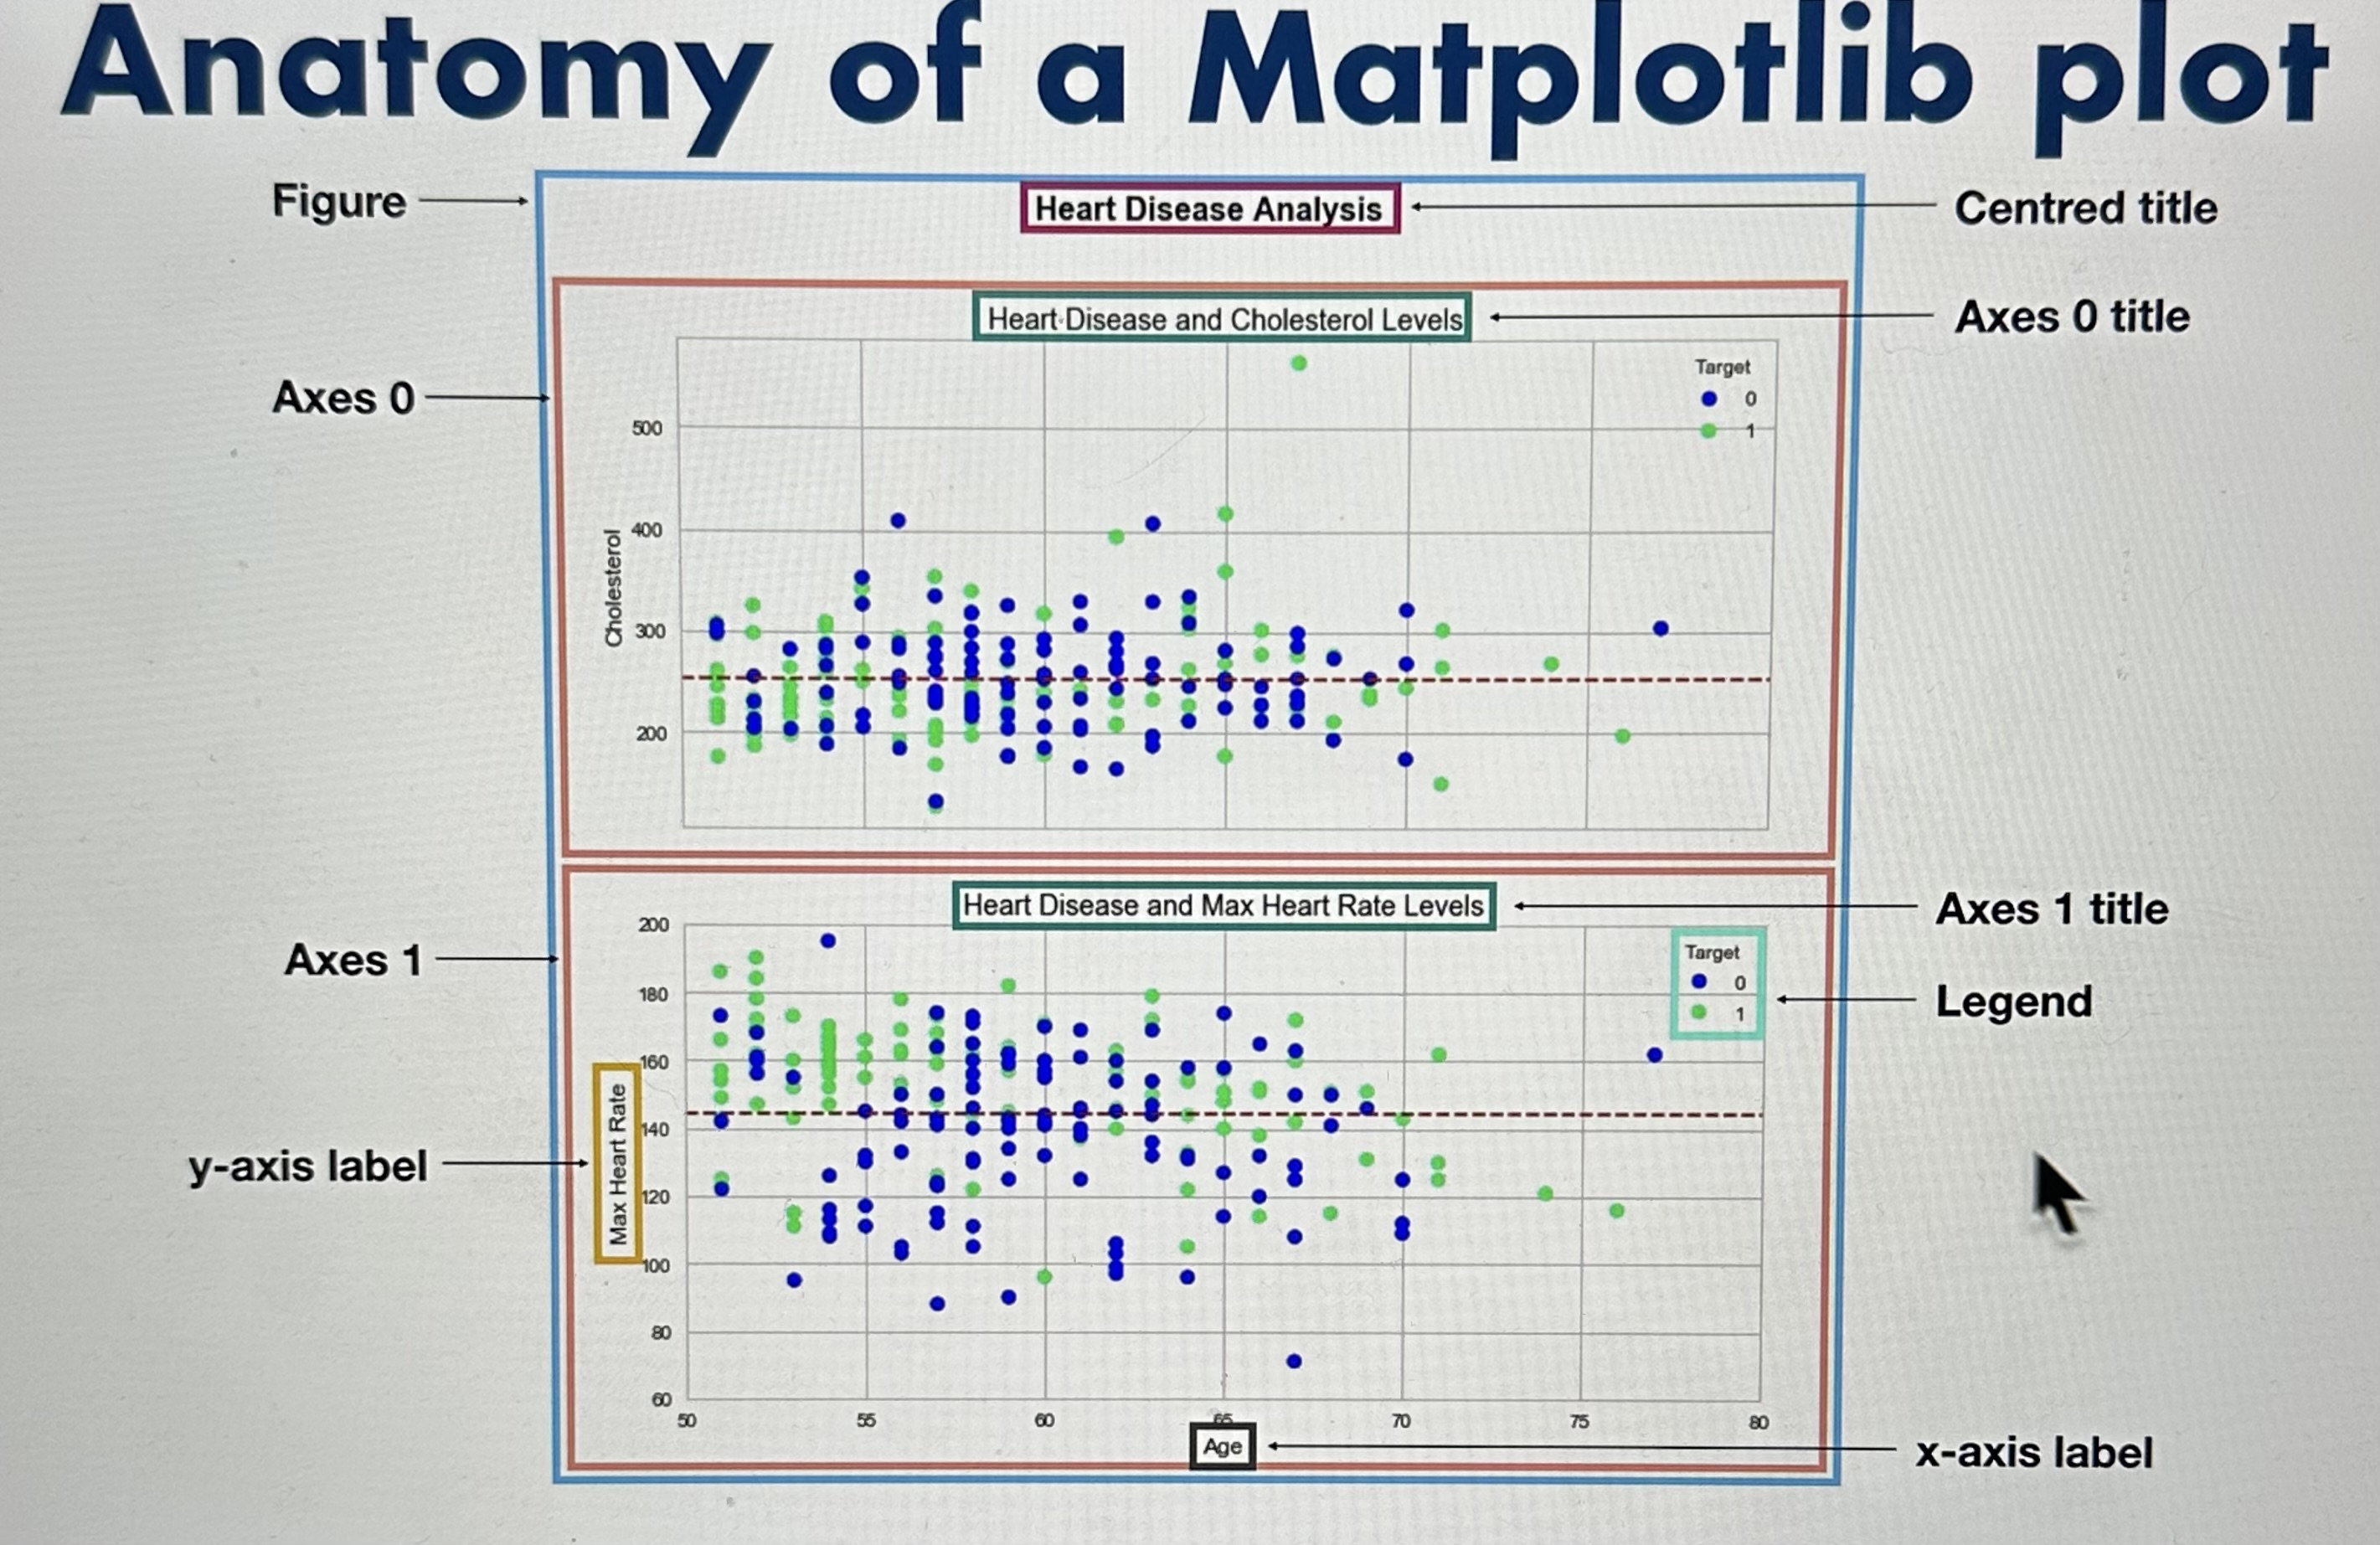 Anatomy of a Matplotlib plot
Figure
Heart Disease Analysis
Centred title
Heart Disease and Cholesterol Levels
Axes 0 title
Axes 0
Target
0
1
500
400
300
200
Cholesterol
Heart Disease and Max Heart Rate Levels
Axes 1 title
Axes 1
Target
0
1
Legend
200
180
160
140
120
100
80
60
Max Heart Rate
y-axis label
50 55 60 65 70 75 80
Age
x-axis label